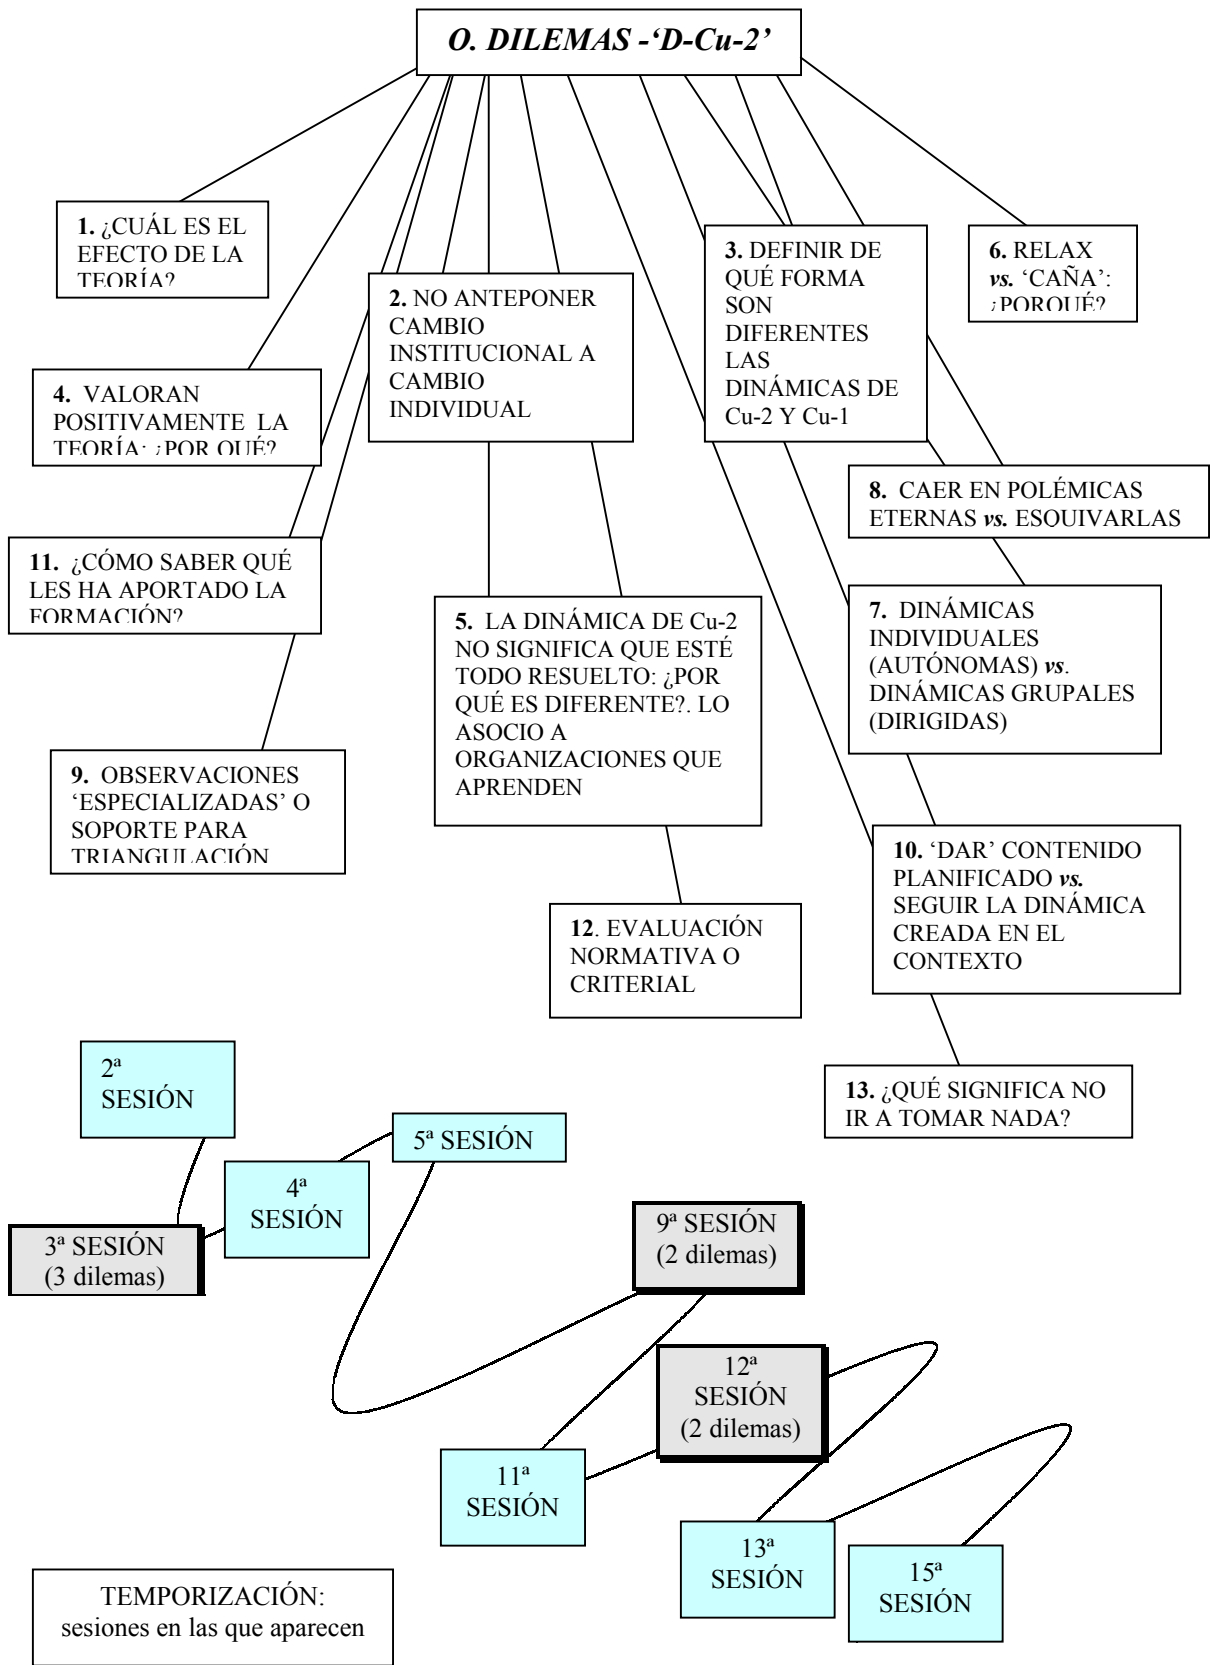 O. DILEMAS -‘D-Cu-2’
1. ¿CUÁL ES EL
EFECTO DE LA
TEORÍA?
2. NO ANTEPONER
CAMBIO
INSTITUCIONAL A
CAMBIO
INDIVIDUAL
3. DEFINIR DE
QUÉ FORMA
SON
DIFERENTES
LAS
DINÁMICAS DE
Cu-2 Y Cu-1
6. RELAX
vs. ‘CAÑA’:
¿PORQUÉ?
4. VALORAN
POSITIVAMENTE LA
TEORÍA: ¿POR QUÉ?
8. CAER EN POLÉMICAS
ETERNAS vs. ESQUIVARLAS
11. ¿CÓMO SABER QUÉ
LES HA APORTADO LA
FORMACIÓN?
5. LA DINÁMICA DE Cu-2
NO SIGNIFICA QUE ESTÉ
TODO RESUELTO: ¿POR
QUÉ ES DIFERENTE?. LO
ASOCIO A
ORGANIZACIONES QUE
APRENDEN
7. DINÁMICAS
INDIVIDUALES
(AUTÓNOMAS) vs.
DINÁMICAS GRUPALES
(DIRIGIDAS)
9. OBSERVACIONES
‘ESPECIALIZADAS’ O
SOPORTE PARA
TRIANGULACIÓN
10. ‘DAR’ CONTENIDO
PLANIFICADO vs.
SEGUIR LA DINÁMICA
CREADA EN EL
CONTEXTO
12. EVALUACIÓN
NORMATIVA O
CRITERIAL
13. ¿QUÉ SIGNIFICA NO
IR A TOMAR NADA?
2ª
SESIÓN
5ª SESIÓN
4ª
SESIÓN
3ª SESIÓN
(3 dilemas)
9ª SESIÓN
(2 dilemas)
12ª
SESIÓN
(2 dilemas)
11ª
SESIÓN
13ª
SESIÓN
15ª
SESIÓN
TEMPORIZACIÓN:
sesiones en las que aparecen